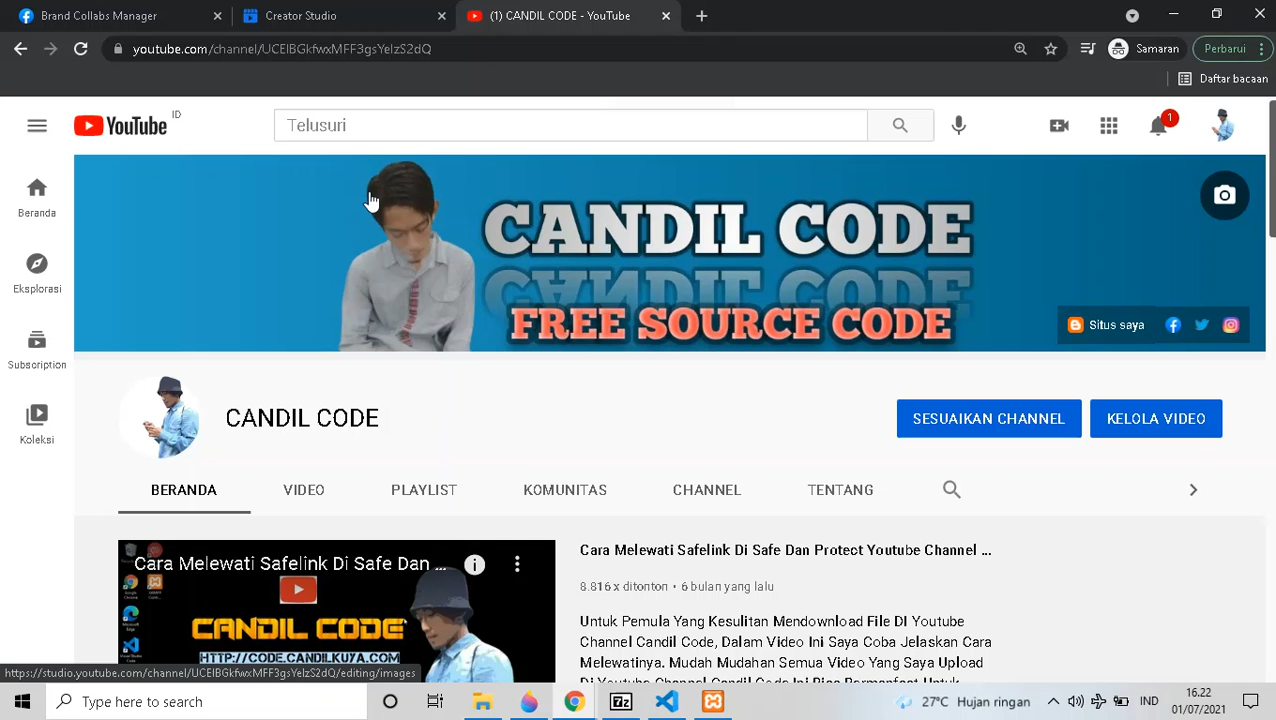 Brand Collabs Manager
Creator Studio
(1) CANDIL CODE - YouTube
youtube.com/channel/UCEIBGkfwxMFF3gsYeIzS2dQ
Samaran
Perbarui
Daftar bacaan
YouTube ID
Telusuri
1
Beranda
Eksplorasi
Subscription
Koleksi
CANDIL CODE
FREE SOURCE CODE
Situs saya
CANDIL CODE
SESUAIKAN CHANNEL
KELOLA VIDEO
BERANDA
VIDEO
PLAYLIST
KOMUNITAS
CHANNEL
TENTANG
Cara Melewati Safelink Di Safe Dan ...
CANDIL CODE
HTTP://CODE.CANDILKUYA.COM
Cara Melewati Safelink Di Safe Dan Protect Youtube Channel ...
8.816 x ditonton • 6 bulan yang lalu
Untuk Pemula Yang Kesulitan Mendownload File DI Youtube
Channel Candil Code, Dalam Video Ini Saya Coba Jelaskan Cara
Melewatinya. Mudah Mudahan Semua Video Yang Saya Upload
https://studio.youtube.com/channel/UCEIBGkfwxMFF3gsYeIzS2dQ/editing/images
Type here to search
27°C Hujan ringan
IND
16.22
01/07/2021